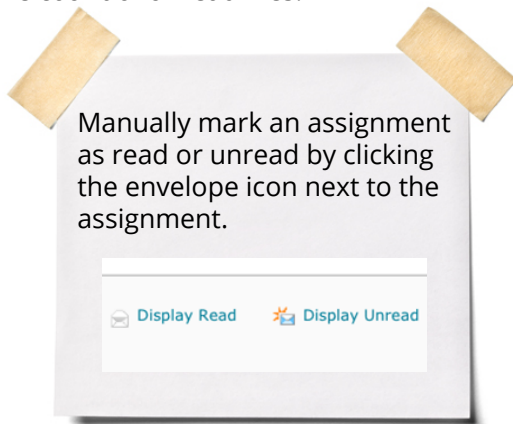 Manually mark an assignment
as read or unread by clicking
the envelope icon next to the
assignment.
Display Read Display Unread